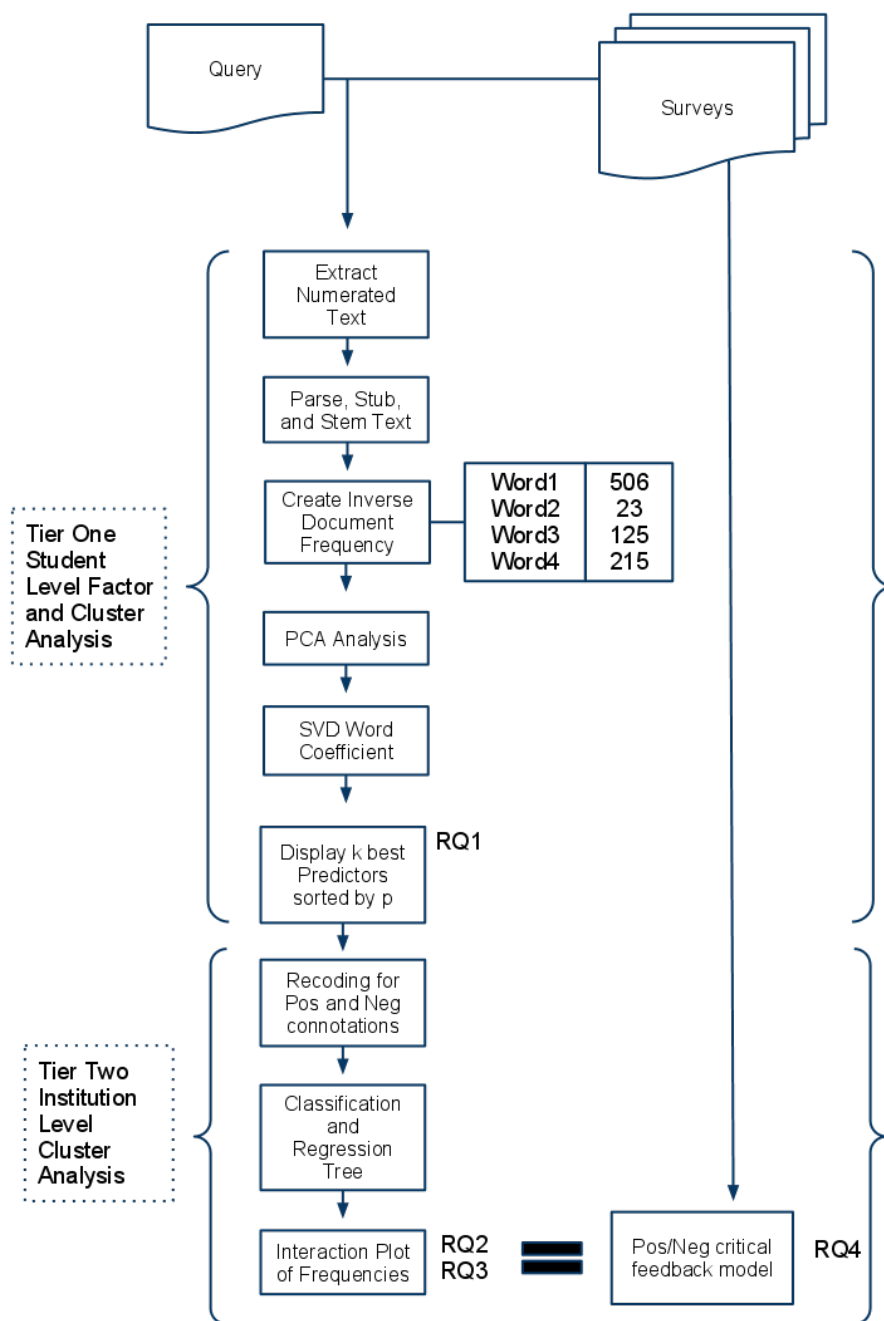 Query
Surveys
Extract
Numerated
Text
Parse, Stub,
and Stem Text
Create Inverse
Document
Frequency
Word1 506
Word2 23
Word3 125
Word4 215
Tier One
Student
Level Factor
and Cluster
Analysis
PCA Analysis
SVD Word
Coefficient
Display k best
Predictors
sorted by p
RQ1
Recoding for
Pos and Neg
connotations
Tier Two
Institution
Level
Cluster
Analysis
Classification
and
Regression
Tree
Interaction Plot
of Frequencies
RQ2
RQ3
Pos/Neg critical
feedback model
RQ4